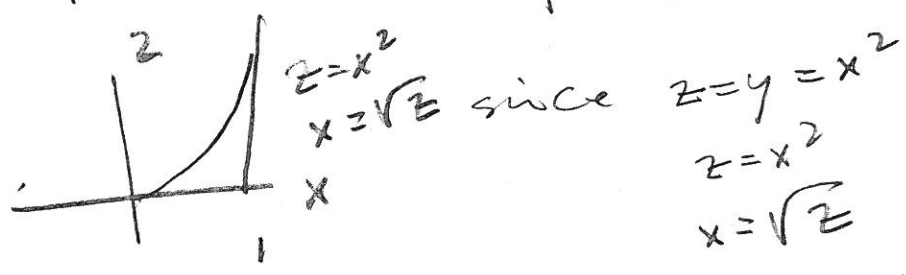 z
z=x²
x=√z since z=y=x²
z=x²
x
x=√z
1